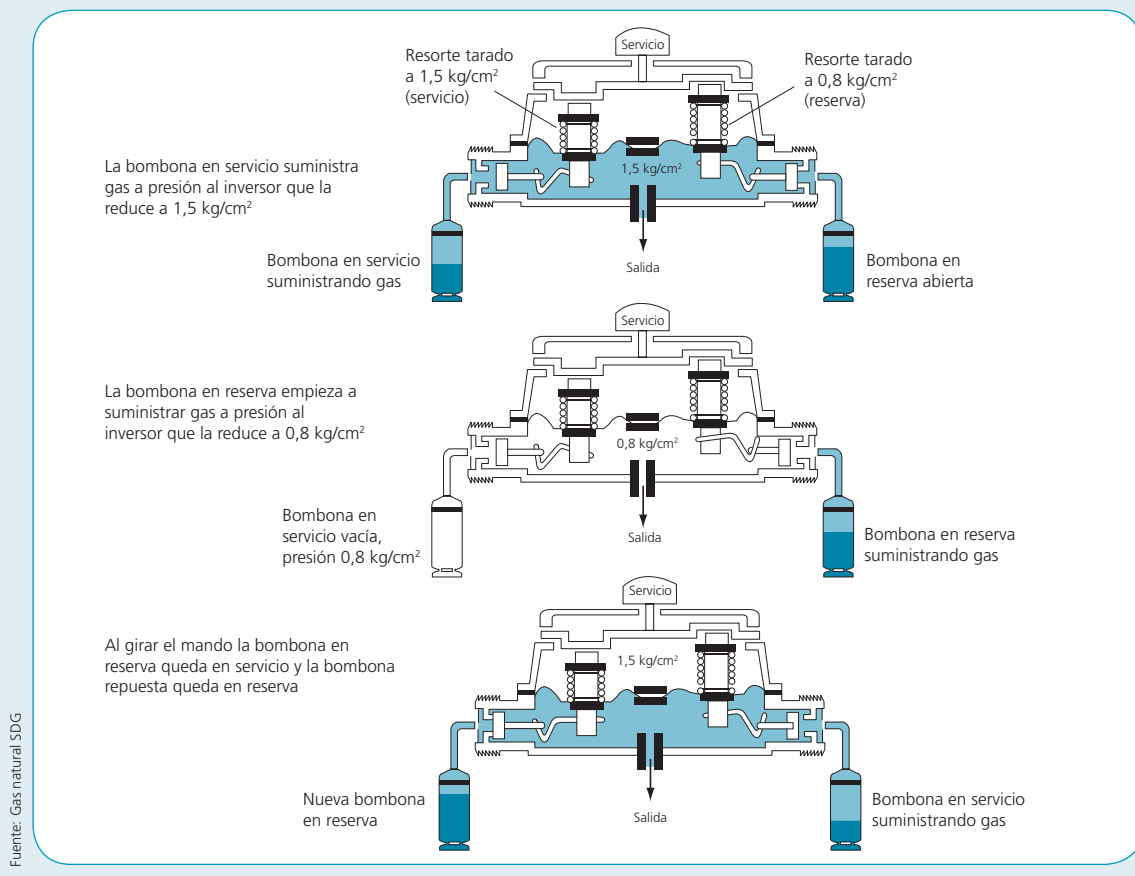 Servicio
Resorte tarado
a 1,5 kg/cm²
(servicio)
Resorte tarado
a 0,8 kg/cm²
(reserva)
La bombona en servicio suministra
gas a presión al inversor que la
reduce a 1,5 kg/cm²
1,5 kg/cm²
Bombona en servicio
suministrando gas
Salida
Bombona en
reserva abierta
Servicio
La bombona en reserva empieza a
suministrar gas a presión al
inversor que la reduce a 0,8 kg/cm²
0,8 kg/cm²
Bombona en
servicio vacía,
presión 0,8 kg/cm²
Salida
Bombona en reserva
suministrando gas
Servicio
Al girar el mando la bombona en
reserva queda en servicio y la bombona
repuesta queda en reserva
1,5 kg/cm²
Nueva bombona
en reserva
Salida
Bombona en servicio
suministrando gas
Fuente: Gas natural SDG